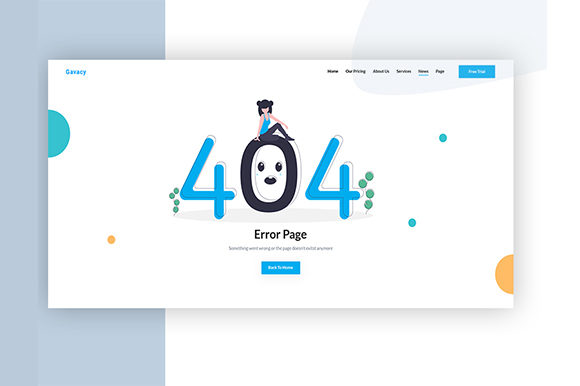 Gavacy
Home Our Pricing About Us Services News Page Free Trial
404
Error Page
Something went wrong or the page doesn't exitst anymore
Back To Home